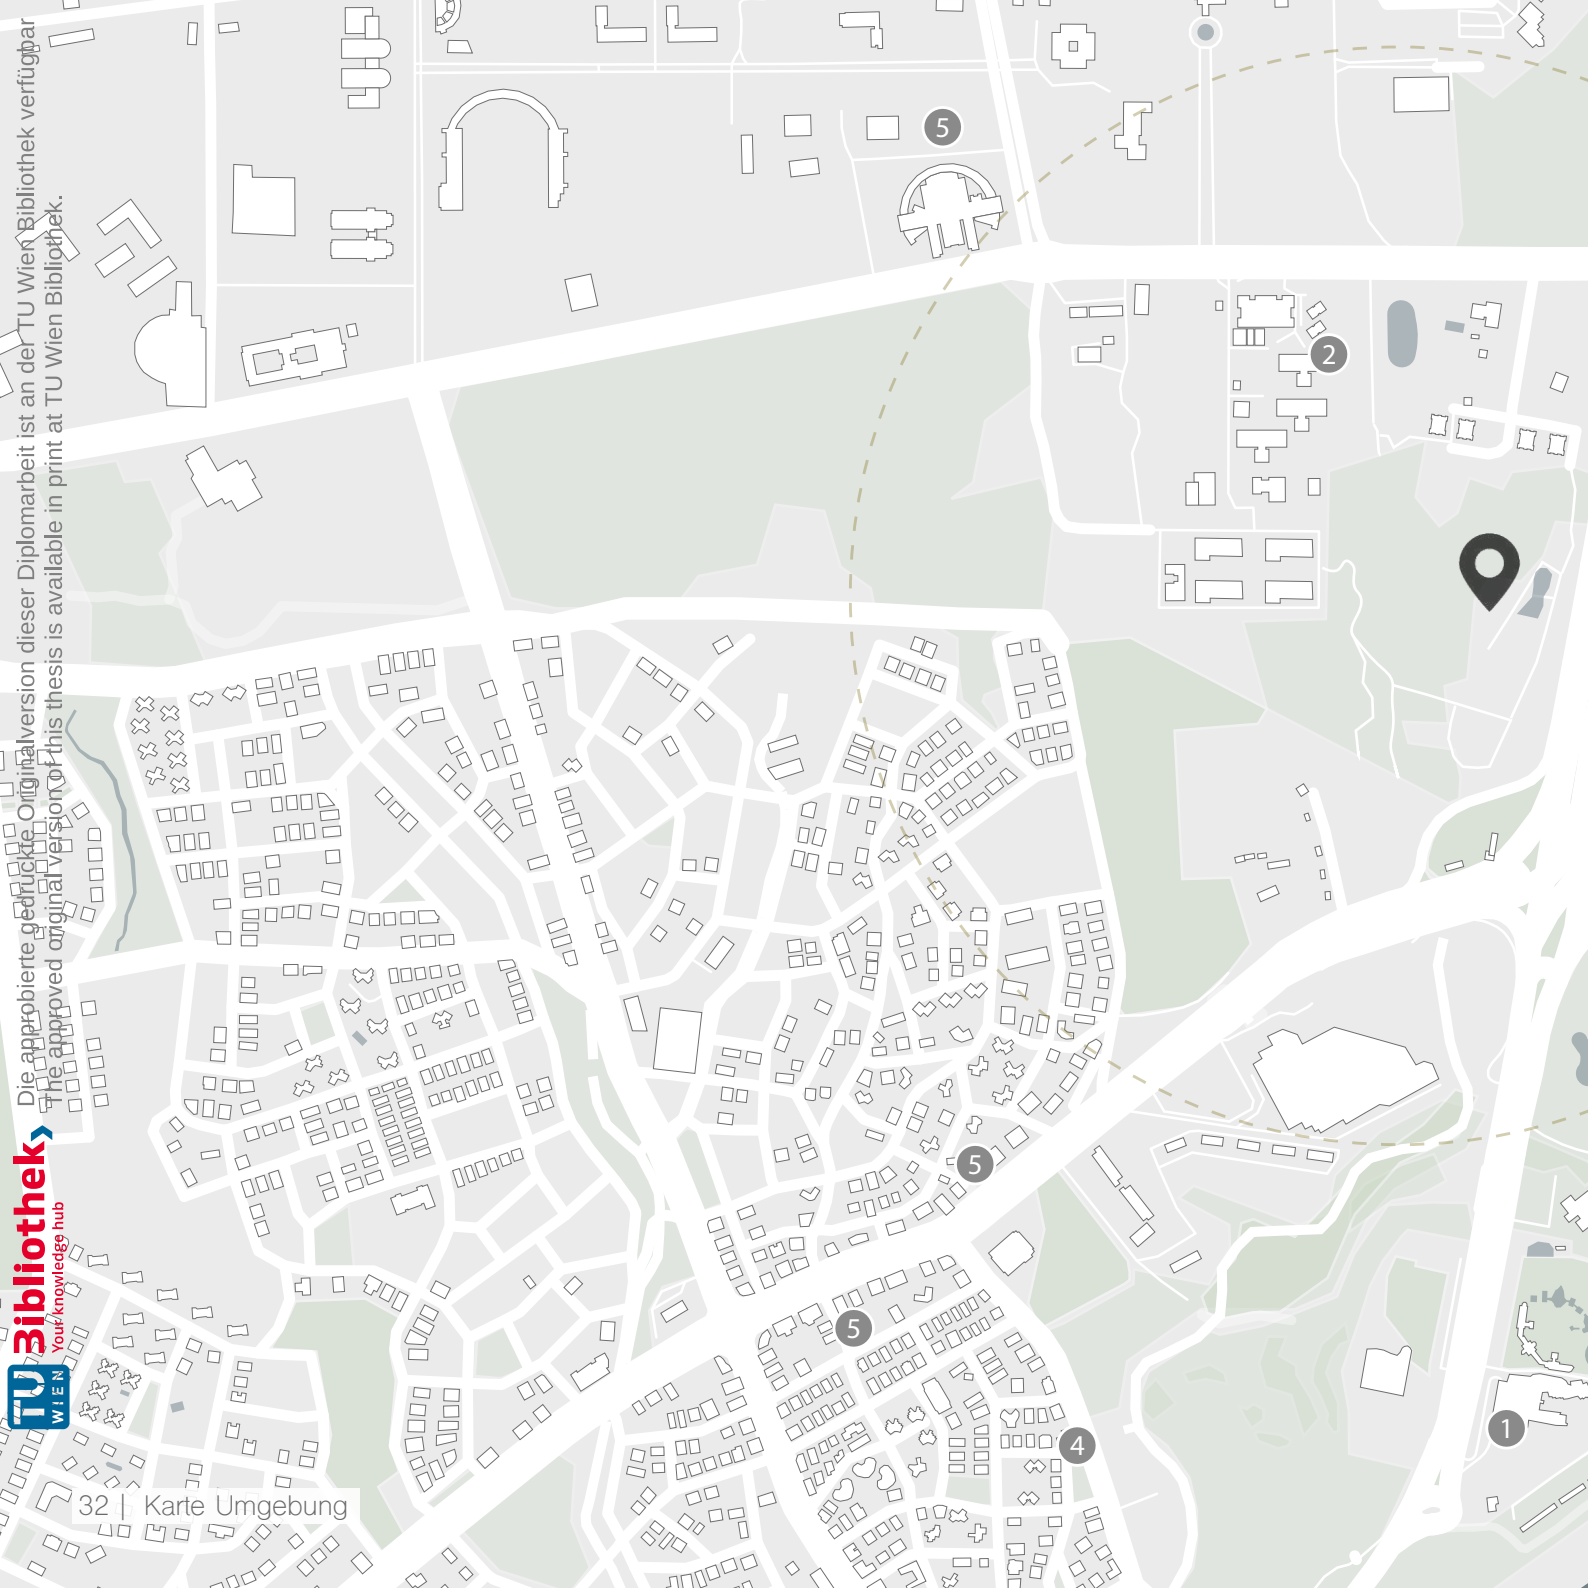 Die approbierte gedruckte Originalversion dieser Diplomarbeit ist an der TU Wien Bibliothek verfügbar
The approved original version of this thesis is available in print at TU Wien Bibliothek.
TU
WIEN
Bibliothek
Your knowledge hub
5
2
5
5
4
1
32 | Karte Umgebung